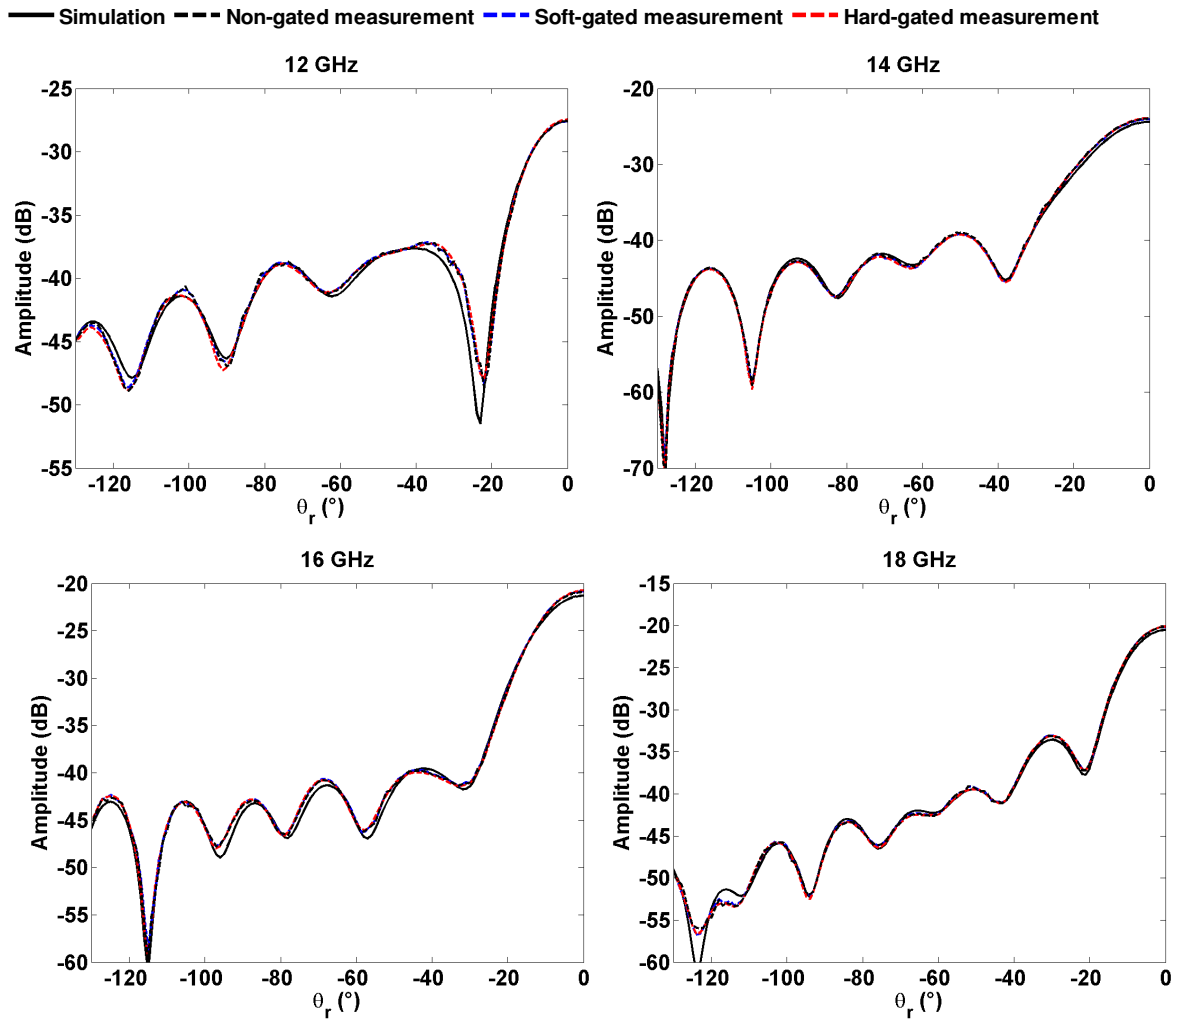 Simulation Non-gated measurement Soft-gated measurement Hard-gated measurement
12 GHz
-25
-30
-35
-40
-45
-50
-55
Amplitude (dB)
-120 -100 -80 -60 -40 -20 0
θr (°)
14 GHz
-20
-30
-40
-50
-60
-70
Amplitude (dB)
-120 -100 -80 -60 -40 -20 0
θr (°)
16 GHz
-20
-25
-30
-35
-40
-45
-50
-55
-60
Amplitude (dB)
-120 -100 -80 -60 -40 -20 0
θr (°)
18 GHz
-15
-20
-25
-30
-35
-40
-45
-50
-55
-60
Amplitude (dB)
-120 -100 -80 -60 -40 -20 0
θr (°)